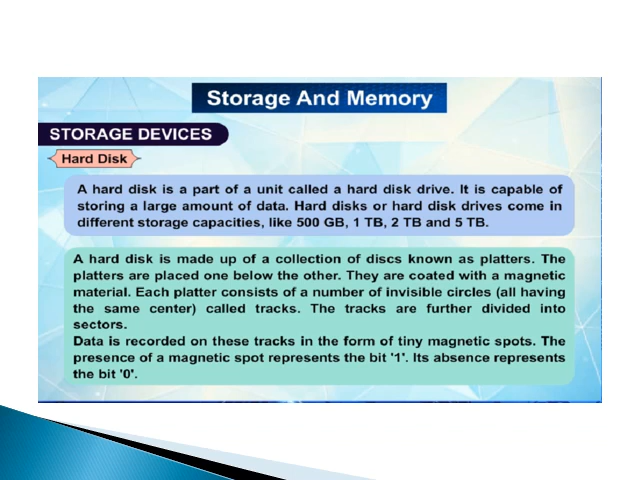 Storage And Memory
STORAGE DEVICES
Hard Disk
A hard disk is a part of a unit called a hard disk drive. It is capable of
storing a large amount of data. Hard disks or hard disk drives come in
different storage capacities, like 500 GB, 1 TB, 2 TB and 5 TB.
A hard disk is made up of a collection of discs known as platters. The
platters are placed one below the other. They are coated with a magnetic
material. Each platter consists of a number of invisible circles (all having
the same center) called tracks. The tracks are further divided into
sectors.
Data is recorded on these tracks in the form of tiny magnetic spots. The
presence of a magnetic spot represents the bit '1'. Its absence represents
the bit '0'.